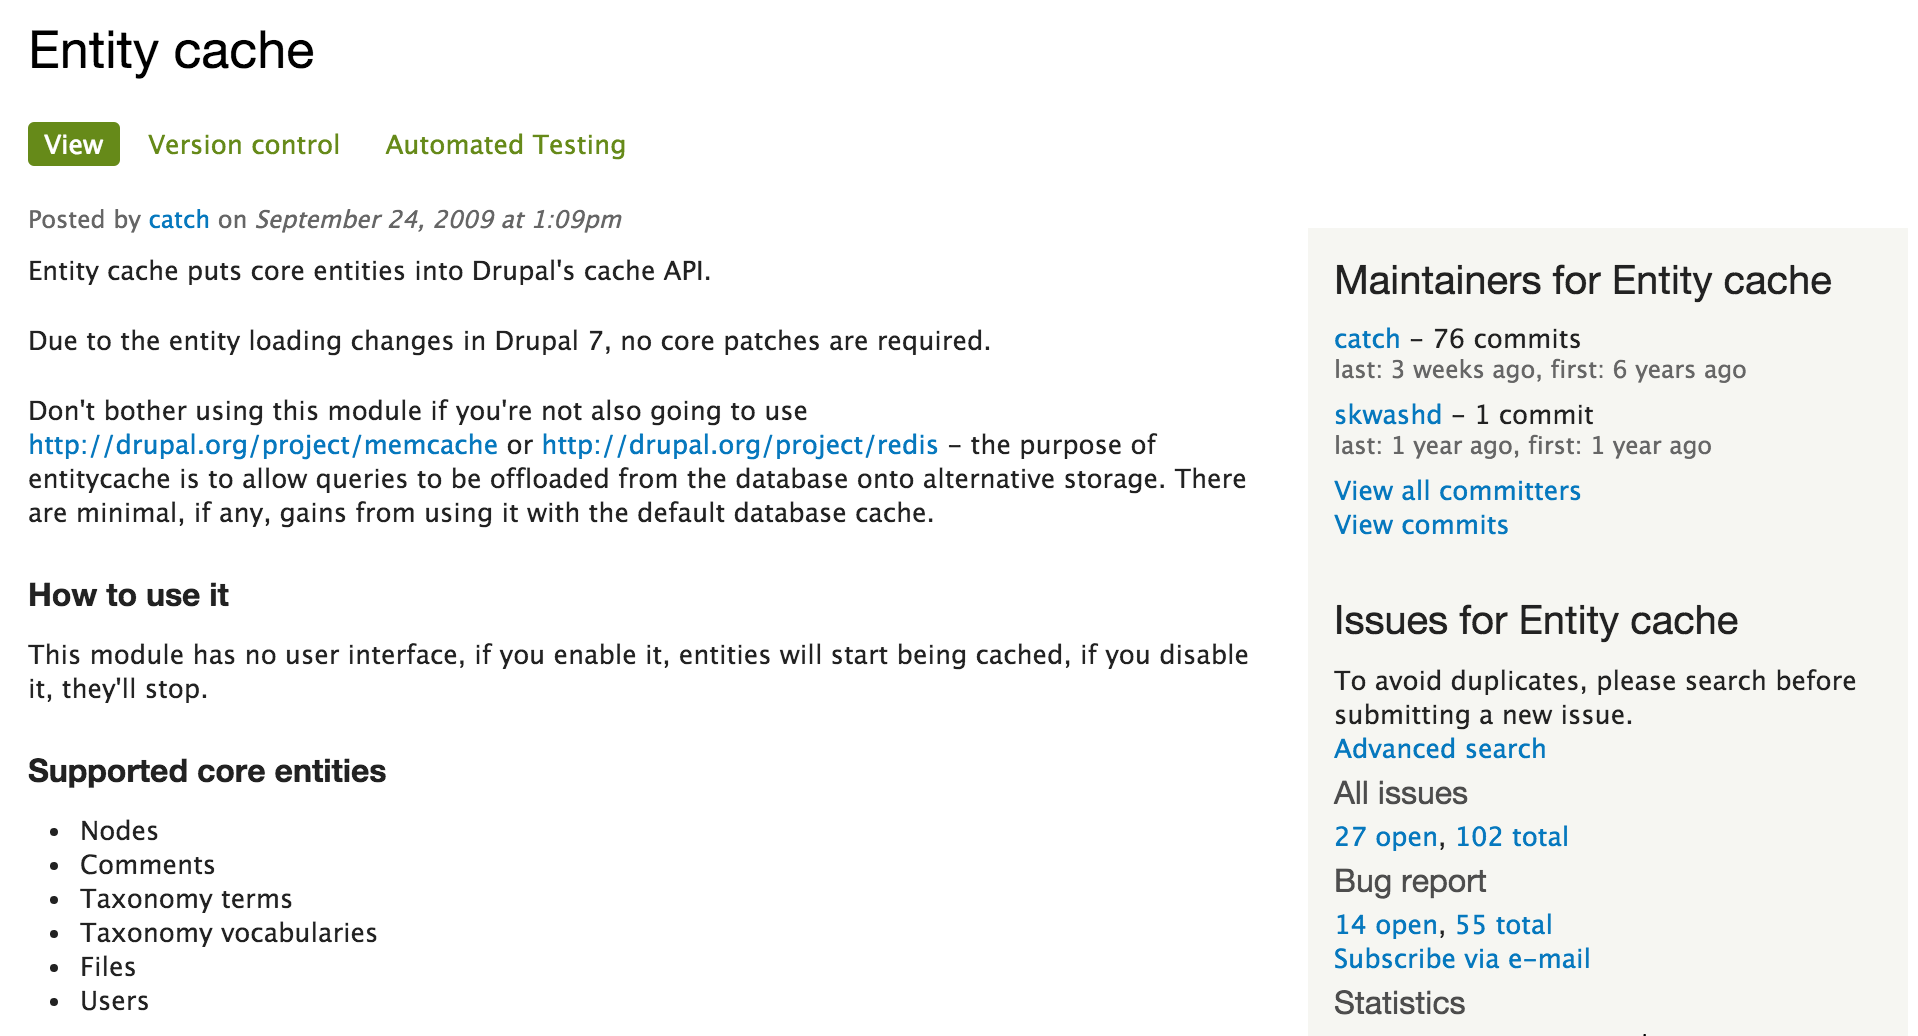 Entity cache
View Version control Automated Testing
Posted by catch on September 24, 2009 at 1:09pm
Entity cache puts core entities into Drupal's cache API.
Due to the entity loading changes in Drupal 7, no core patches are required.
Don't bother using this module if you're not also going to use
http://drupal.org/project/memcache or http://drupal.org/project/redis – the purpose of
entitycache is to allow queries to be offloaded from the database onto alternative storage. There
are minimal, if any, gains from using it with the default database cache.
How to use it
This module has no user interface, if you enable it, entities will start being cached, if you disable
it, they'll stop.
Supported core entities
• Nodes
• Comments
• Taxonomy terms
• Taxonomy vocabularies
• Files
• Users
Maintainers for Entity cache
catch – 76 commits
last: 3 weeks ago, first: 6 years ago
skwashd – 1 commit
last: 1 year ago, first: 1 year ago
View all committers
View commits
Issues for Entity cache
To avoid duplicates, please search before
submitting a new issue.
Advanced search
All issues
27 open, 102 total
Bug report
14 open, 55 total
Subscribe via e-mail
Statistics